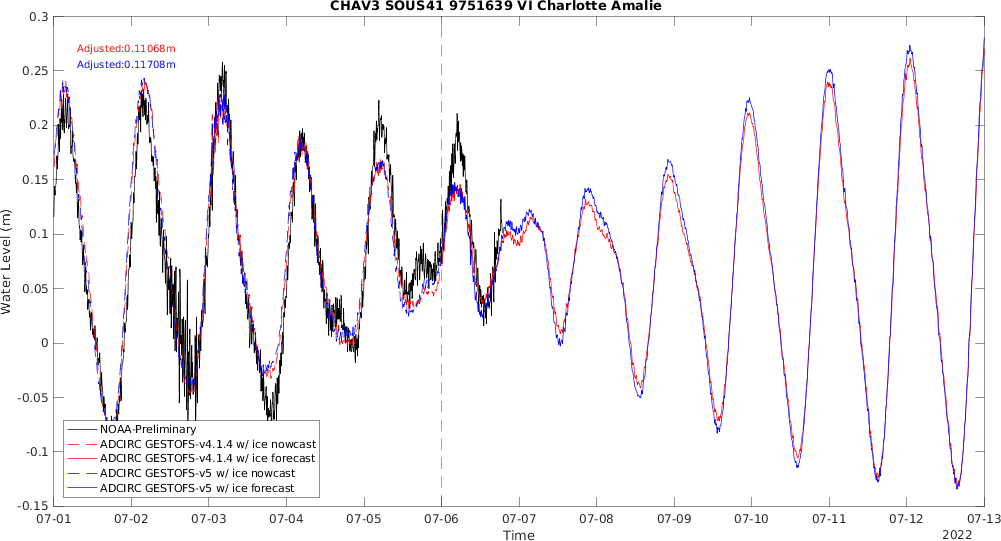 CHAV3 SOUS41 9751639 VI Charlotte Amalie
Adjusted:0.11068m
Adjusted:0.11708m
0.3
0.25
0.2
0.15
0.1
0.05
0
-0.05
-0.1
-0.15
Water Level (m)
NOAA-Preliminary
ADCIRC GESTOFS-v4.1.4 w/ ice nowcast
ADCIRC GESTOFS-v4.1.4 w/ ice forecast
ADCIRC GESTOFS-v5 w/ ice nowcast
ADCIRC GESTOFS-v5 w/ ice forecast
07-01 07-02 07-03 07-04 07-05 07-06 07-07 07-08 07-09 07-10 07-11 07-12 07-13
Time
2022